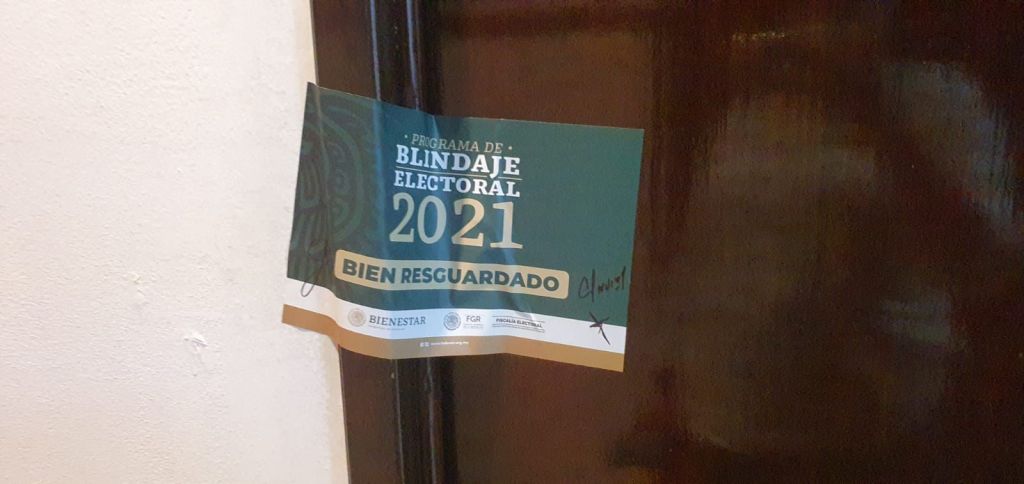 • PROGRAMA DE •
BLINDAJE
ELECTORAL
2021
BIEN RESGUARDADO
BIENESTAR
FGR
FISCALÍA ELECTORAL